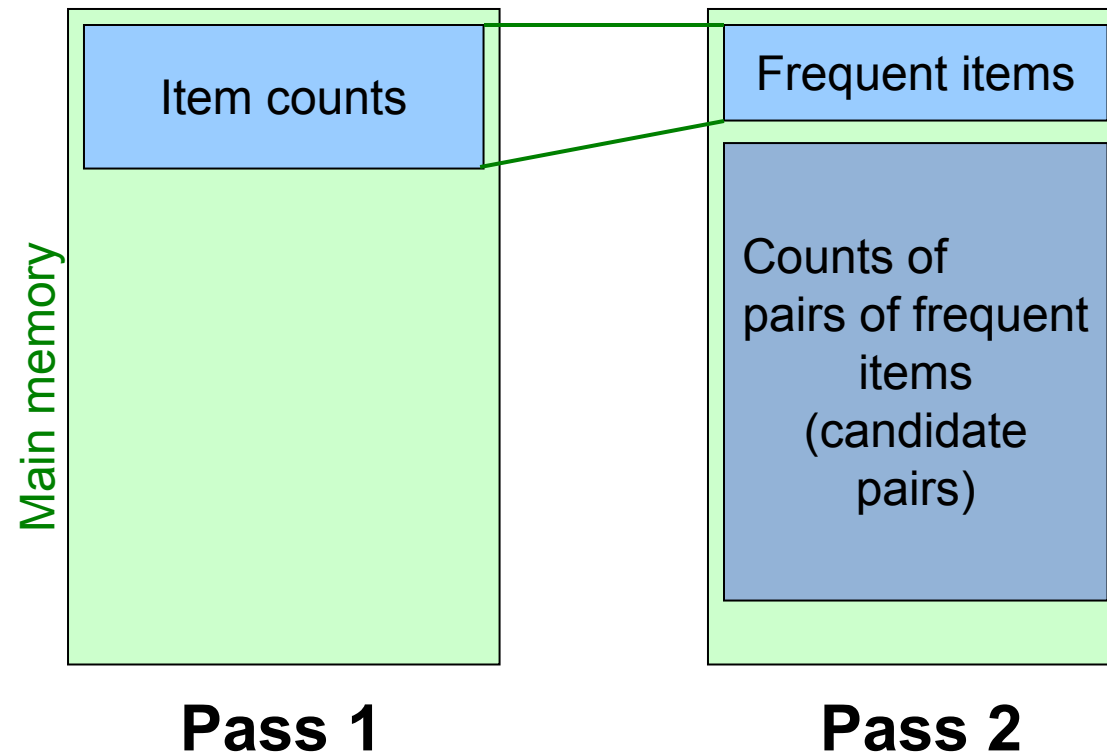 Item counts
Frequent items
Main memory
Counts of
pairs of frequent
items
(candidate
pairs)
Pass 1
Pass 2